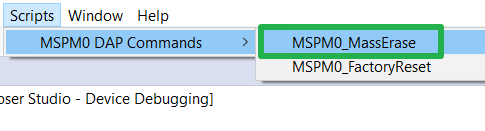 Scripts Window Help
MSPM0 DAP Commands > MSPM0_MassErase
MSPM0_FactoryReset
oser Studio - Device Debugging]